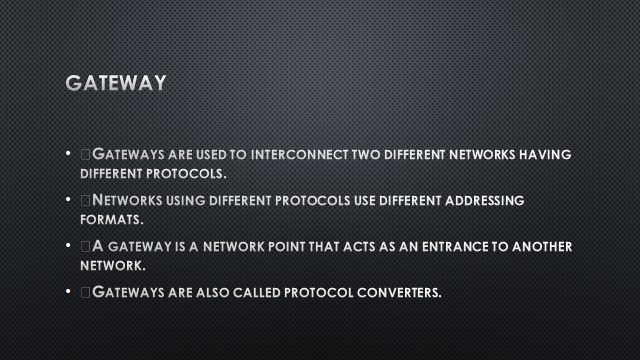 GATEWAY
• □GATEWAYS ARE USED TO INTERCONNECT TWO DIFFERENT NETWORKS HAVING
DIFFERENT PROTOCOLS.
• □NETWORKS USING DIFFERENT PROTOCOLS USE DIFFERENT ADDRESSING
FORMATS.
• □A GATEWAY IS A NETWORK POINT THAT ACTS AS AN ENTRANCE TO ANOTHER
NETWORK.
• □GATEWAYS ARE ALSO CALLED PROTOCOL CONVERTERS.